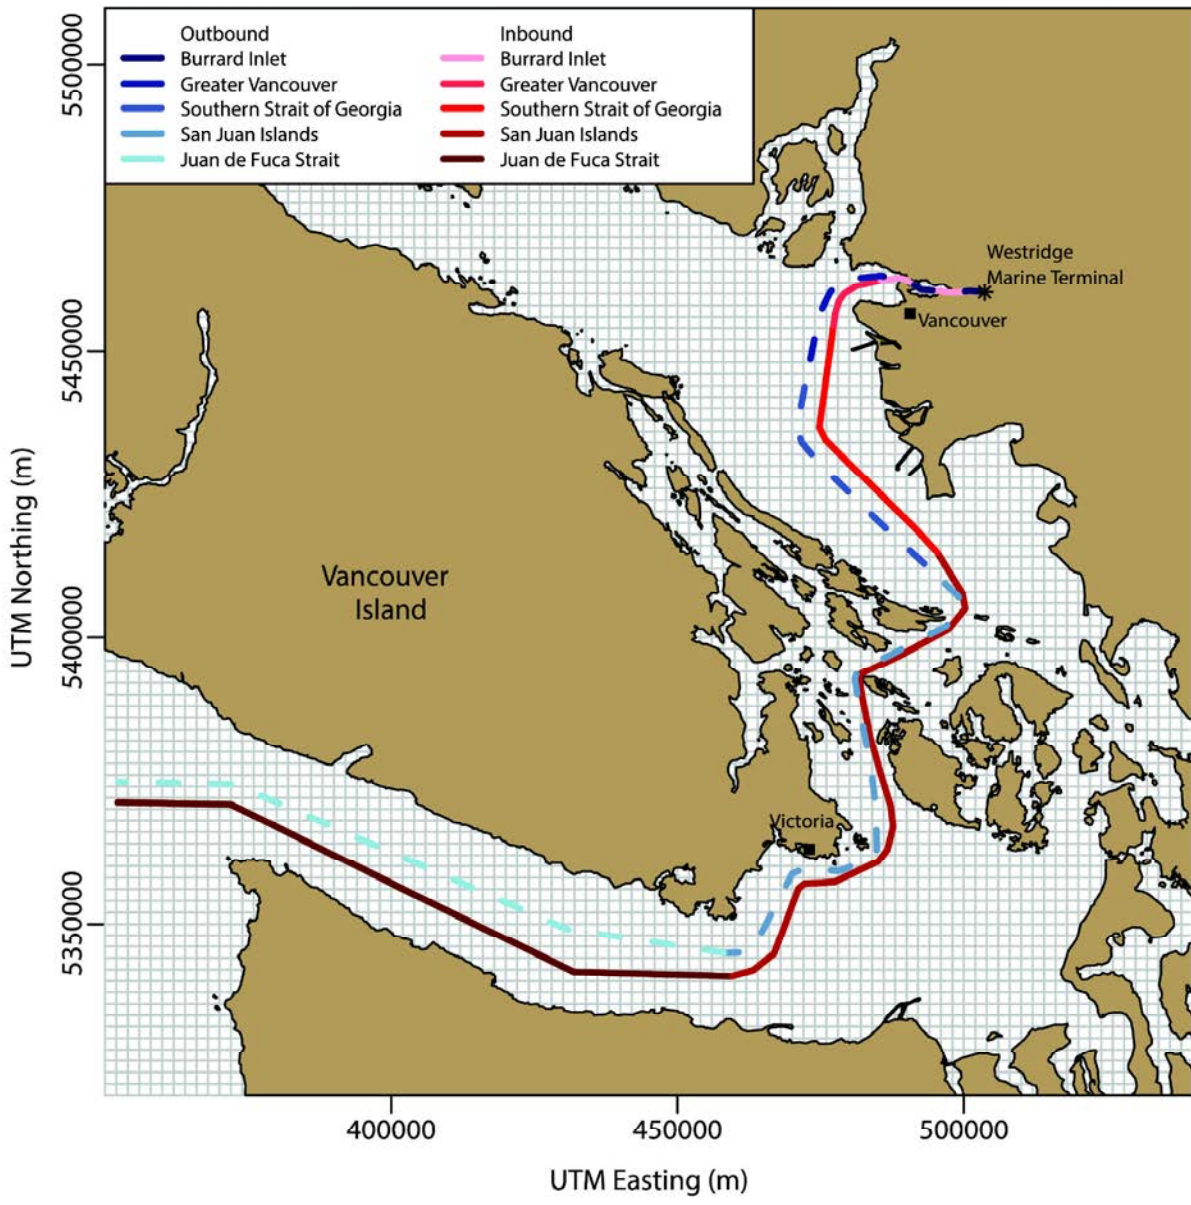 Outbound
Burrard Inlet
Greater Vancouver
Southern Strait of Georgia
San Juan Islands
Juan de Fuca Strait
Inbound
Burrard Inlet
Greater Vancouver
Southern Strait of Georgia
San Juan Islands
Juan de Fuca Strait
Westridge
Marine Terminal
Vancouver
Vancouver
Island
Victoria
UTM Northing (m)
5500000
5450000
5400000
5350000
400000
450000
500000
UTM Easting (m)